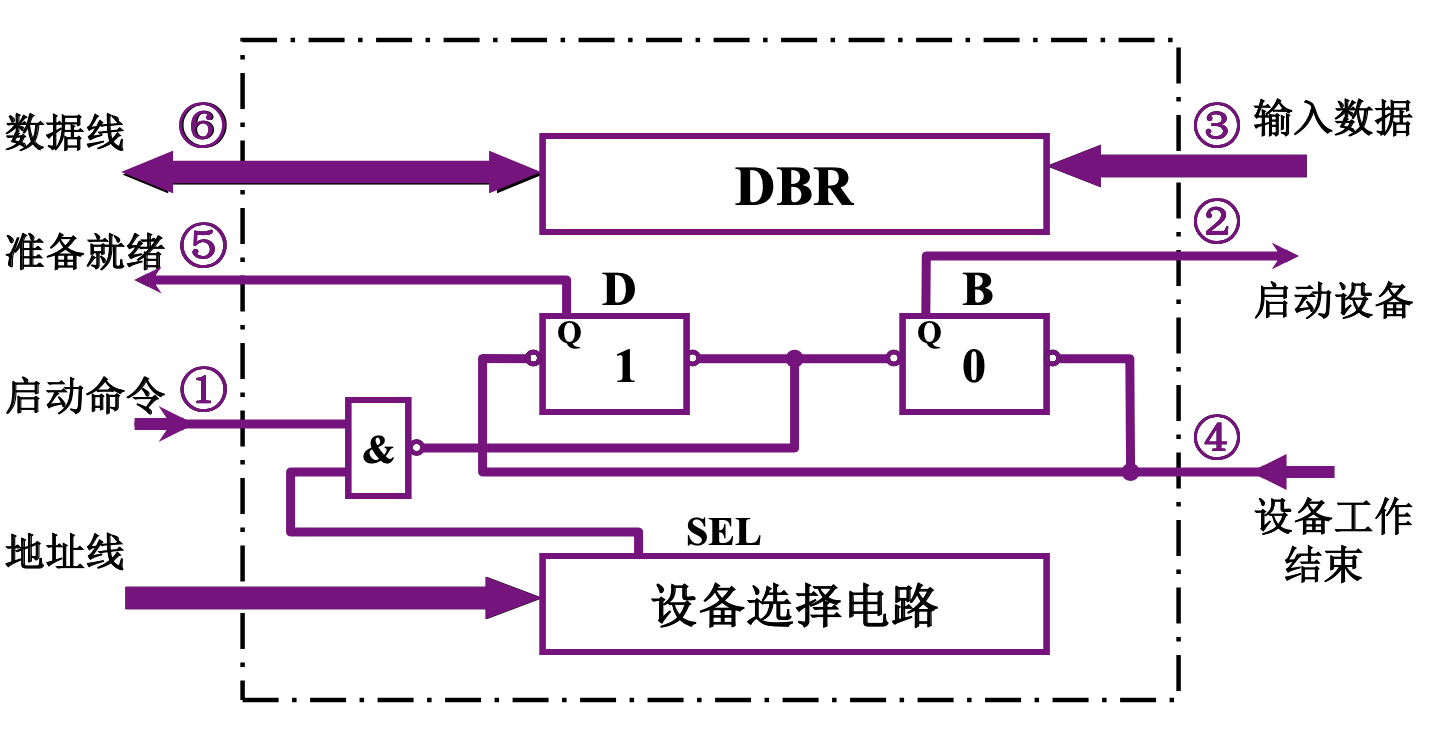 数据线 ⑥
③ 输入数据
DBR
准备就绪 ⑤
②
启动设备
D
B
Q
1
Q
0
启动命令 ①
&
④
设备工作
结束
地址线
SEL
设备选择电路